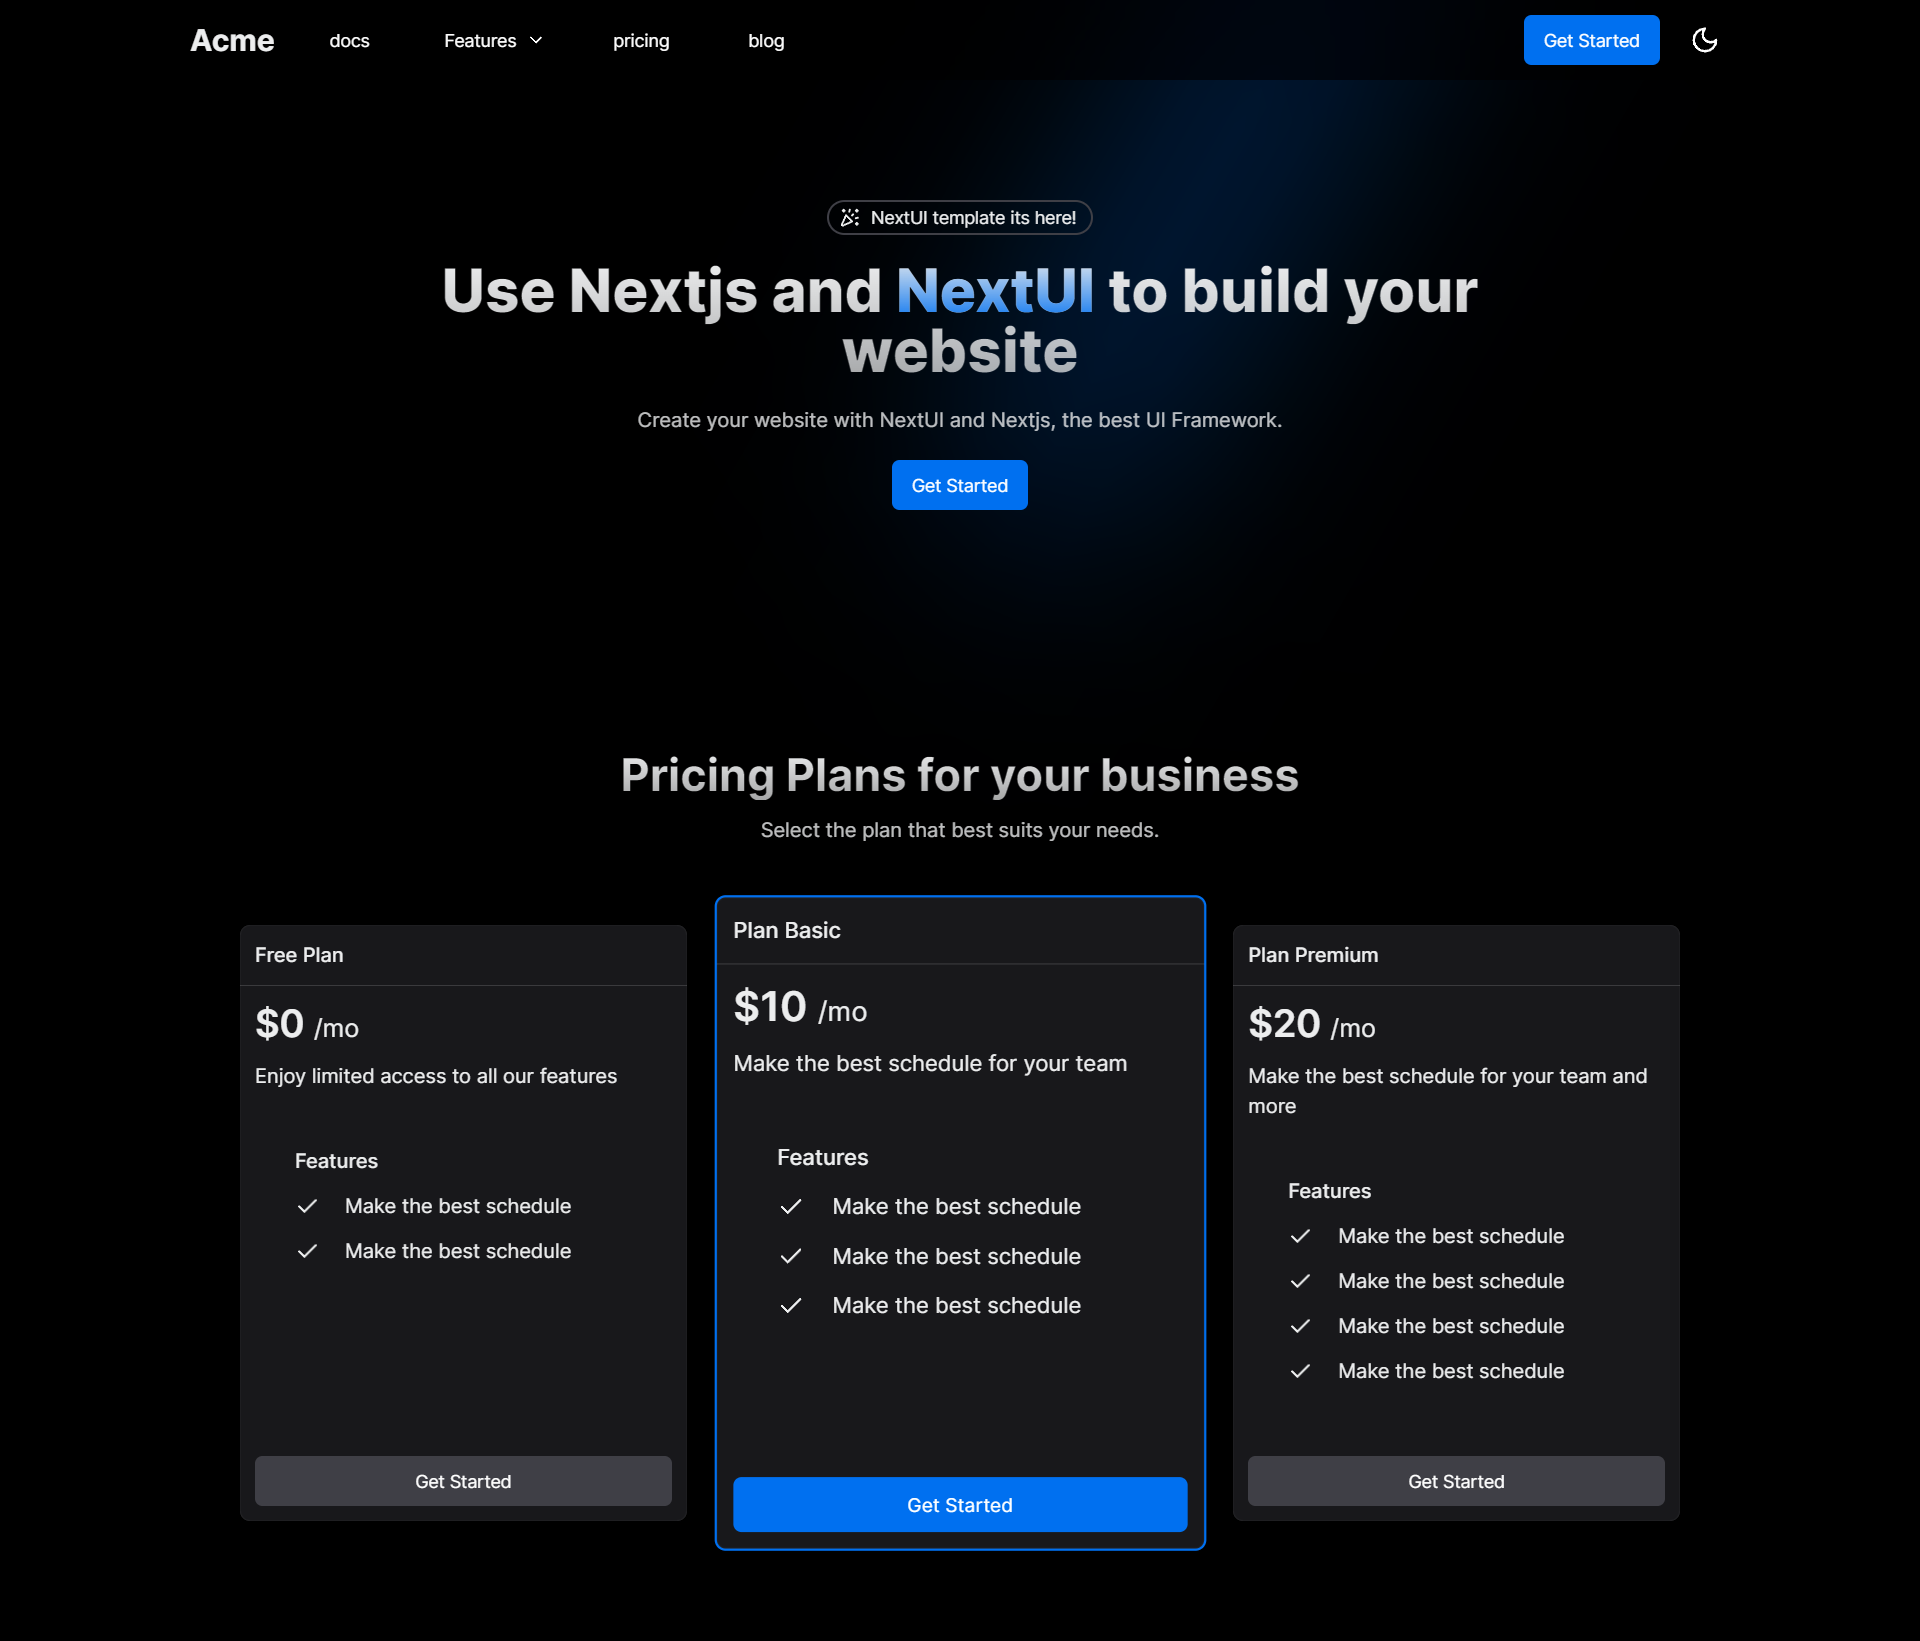 Acme
docs
Features
pricing
blog
Get Started
NextUI template its here!
Use Nextjs and NextUI to build your
website
Create your website with NextUI and Nextjs, the best UI Framework.
Get Started
Pricing Plans for your business
Select the plan that best suits your needs.
Free Plan
$0 /mo
Enjoy limited access to all our features
Features
Make the best schedule
Make the best schedule
Get Started
Plan Basic
$10 /mo
Make the best schedule for your team
Features
Make the best schedule
Make the best schedule
Make the best schedule
Get Started
Plan Premium
$20 /mo
Make the best schedule for your team and
more
Features
Make the best schedule
Make the best schedule
Make the best schedule
Make the best schedule
Get Started